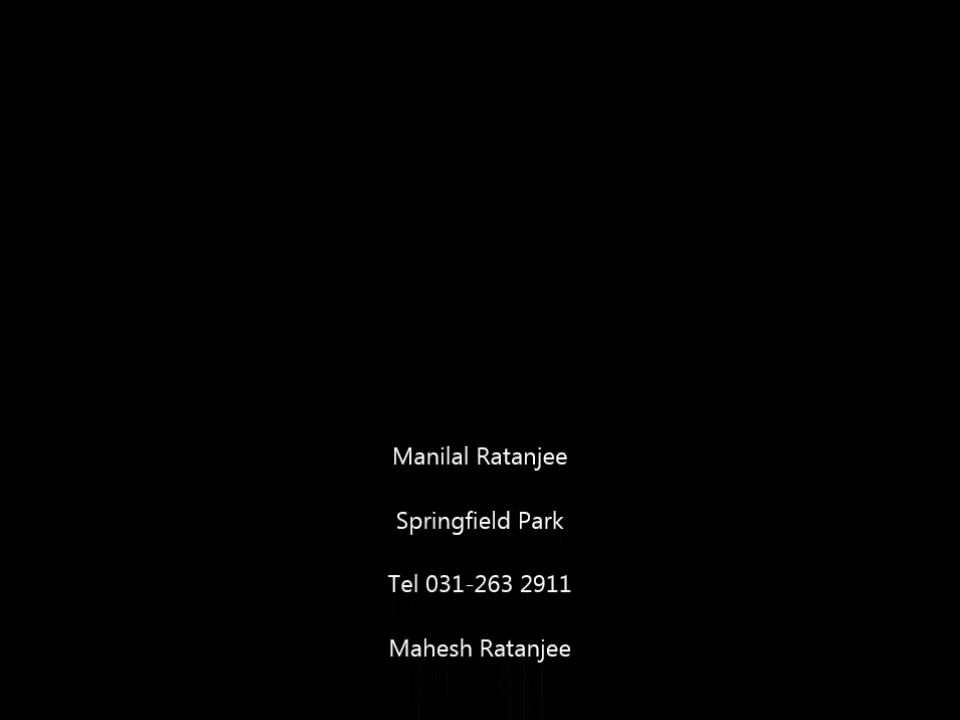 Manilal Ratanjee
Springfield Park
Tel 031-263 2911
Mahesh Ratanjee